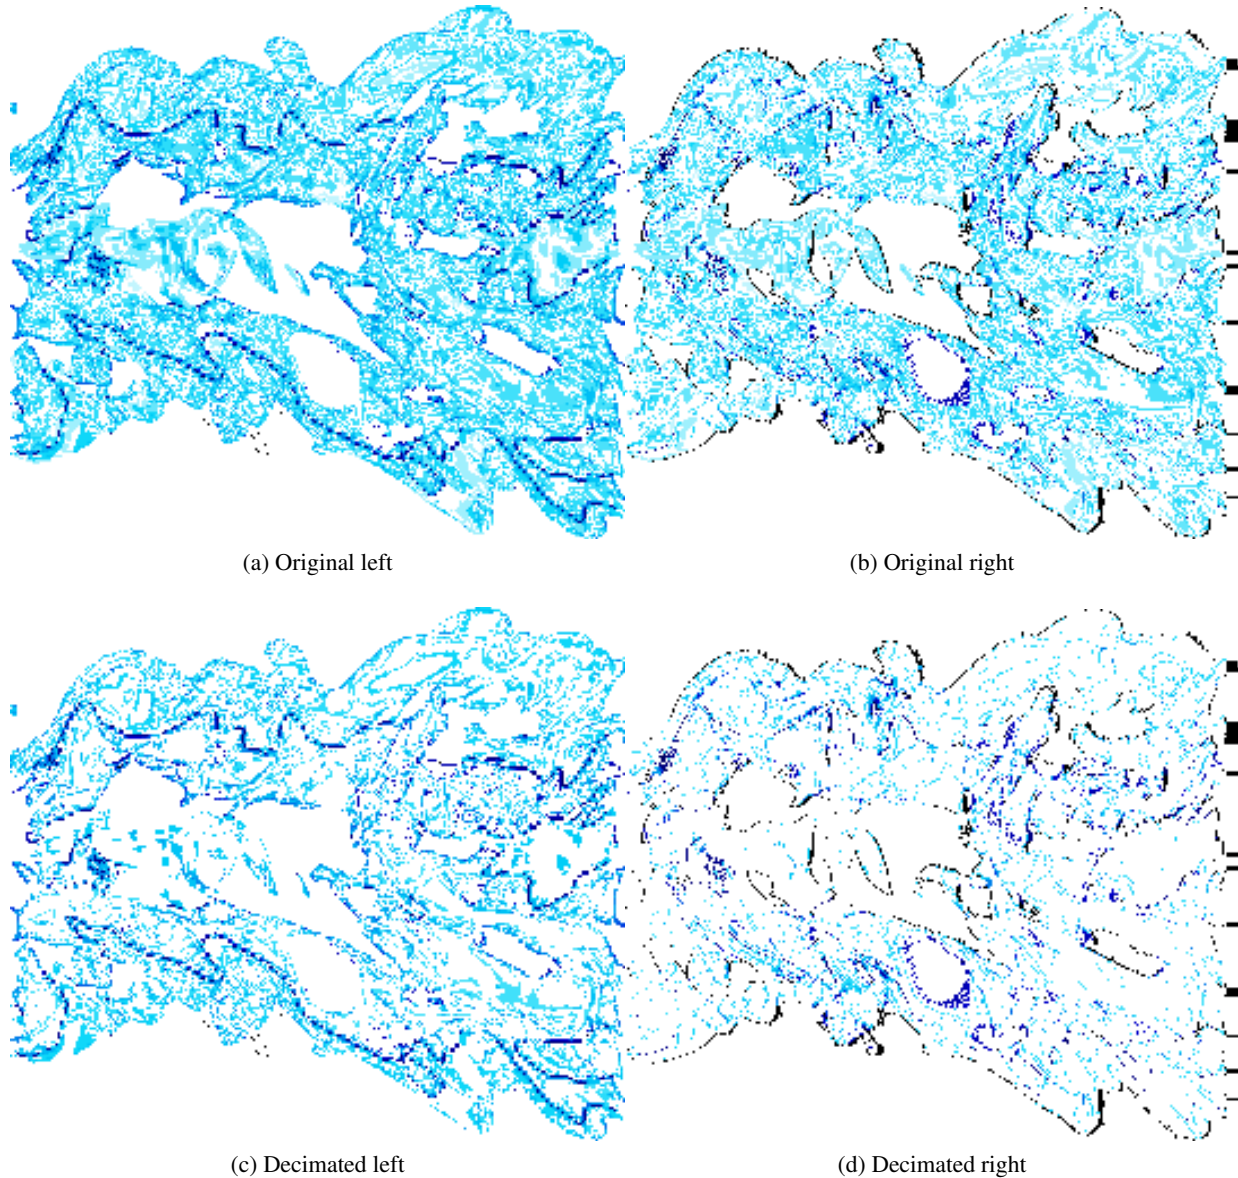 (a) Original left
(b) Original right
(c) Decimated left
(d) Decimated right